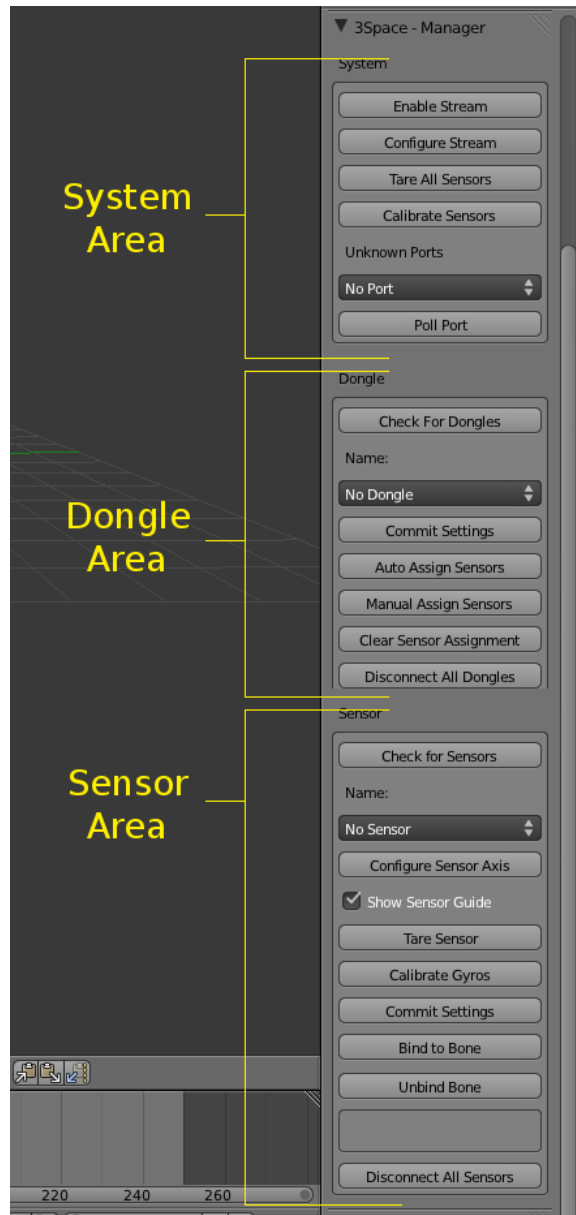 3Space - Manager
System
Enable Stream
Configure Stream
Tare All Sensors
Calibrate Sensors
Unknown Ports
No Port
Poll Port
System
Area
Dongle
Check For Dongles
Name:
No Dongle
Commit Settings
Auto Assign Sensors
Manual Assign Sensors
Clear Sensor Assignment
Disconnect All Dongles
Dongle
Area
Sensor
Check for Sensors
Name:
No Sensor
Configure Sensor Axis
Show Sensor Guide
Tare Sensor
Calibrate Gyros
Commit Settings
Bind to Bone
Unbind Bone
Disconnect All Sensors
Sensor
Area
220 240 260